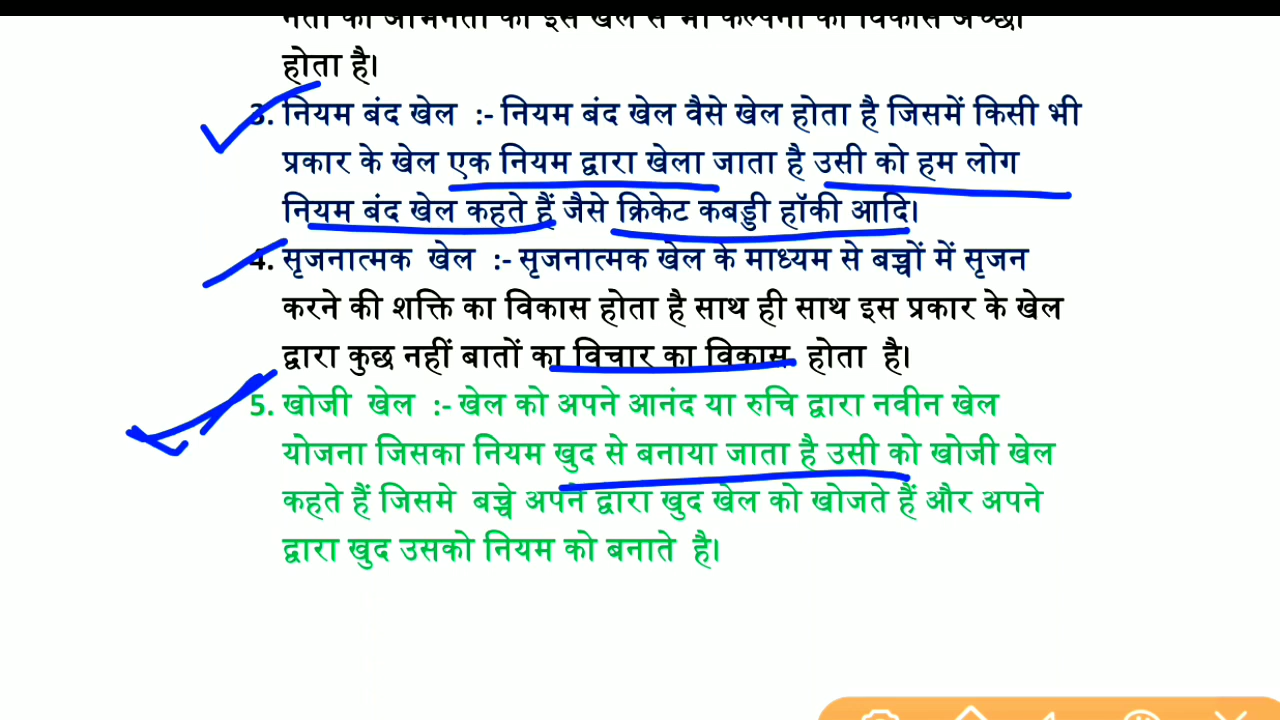 होता है।
3. नियम बंद खेल :- नियम बंद खेल वैसे खेल होता है जिसमें किसी भी
प्रकार के खेल एक नियम द्वारा खेला जाता है उसी को हम लोग
नियम बंद खेल कहते हैं जैसे क्रिकेट कबड्डी हॉकी आदि।
4. सृजनात्मक खेल :- सृजनात्मक खेल के माध्यम से बच्चों में सृजन
करने की शक्ति का विकास होता है साथ ही साथ इस प्रकार के खेल
द्वारा कुछ नहीं बातों का विचार का विकास होता है।
5. खोजी खेल :- खेल को अपने आनंद या रुचि द्वारा नवीन खेल
योजना जिसका नियम खुद से बनाया जाता है उसी को खोजी खेल
कहते हैं जिसमे बच्चे अपने द्वारा खुद खेल को खोजते हैं और अपने
द्वारा खुद उसको नियम को बनाते है।